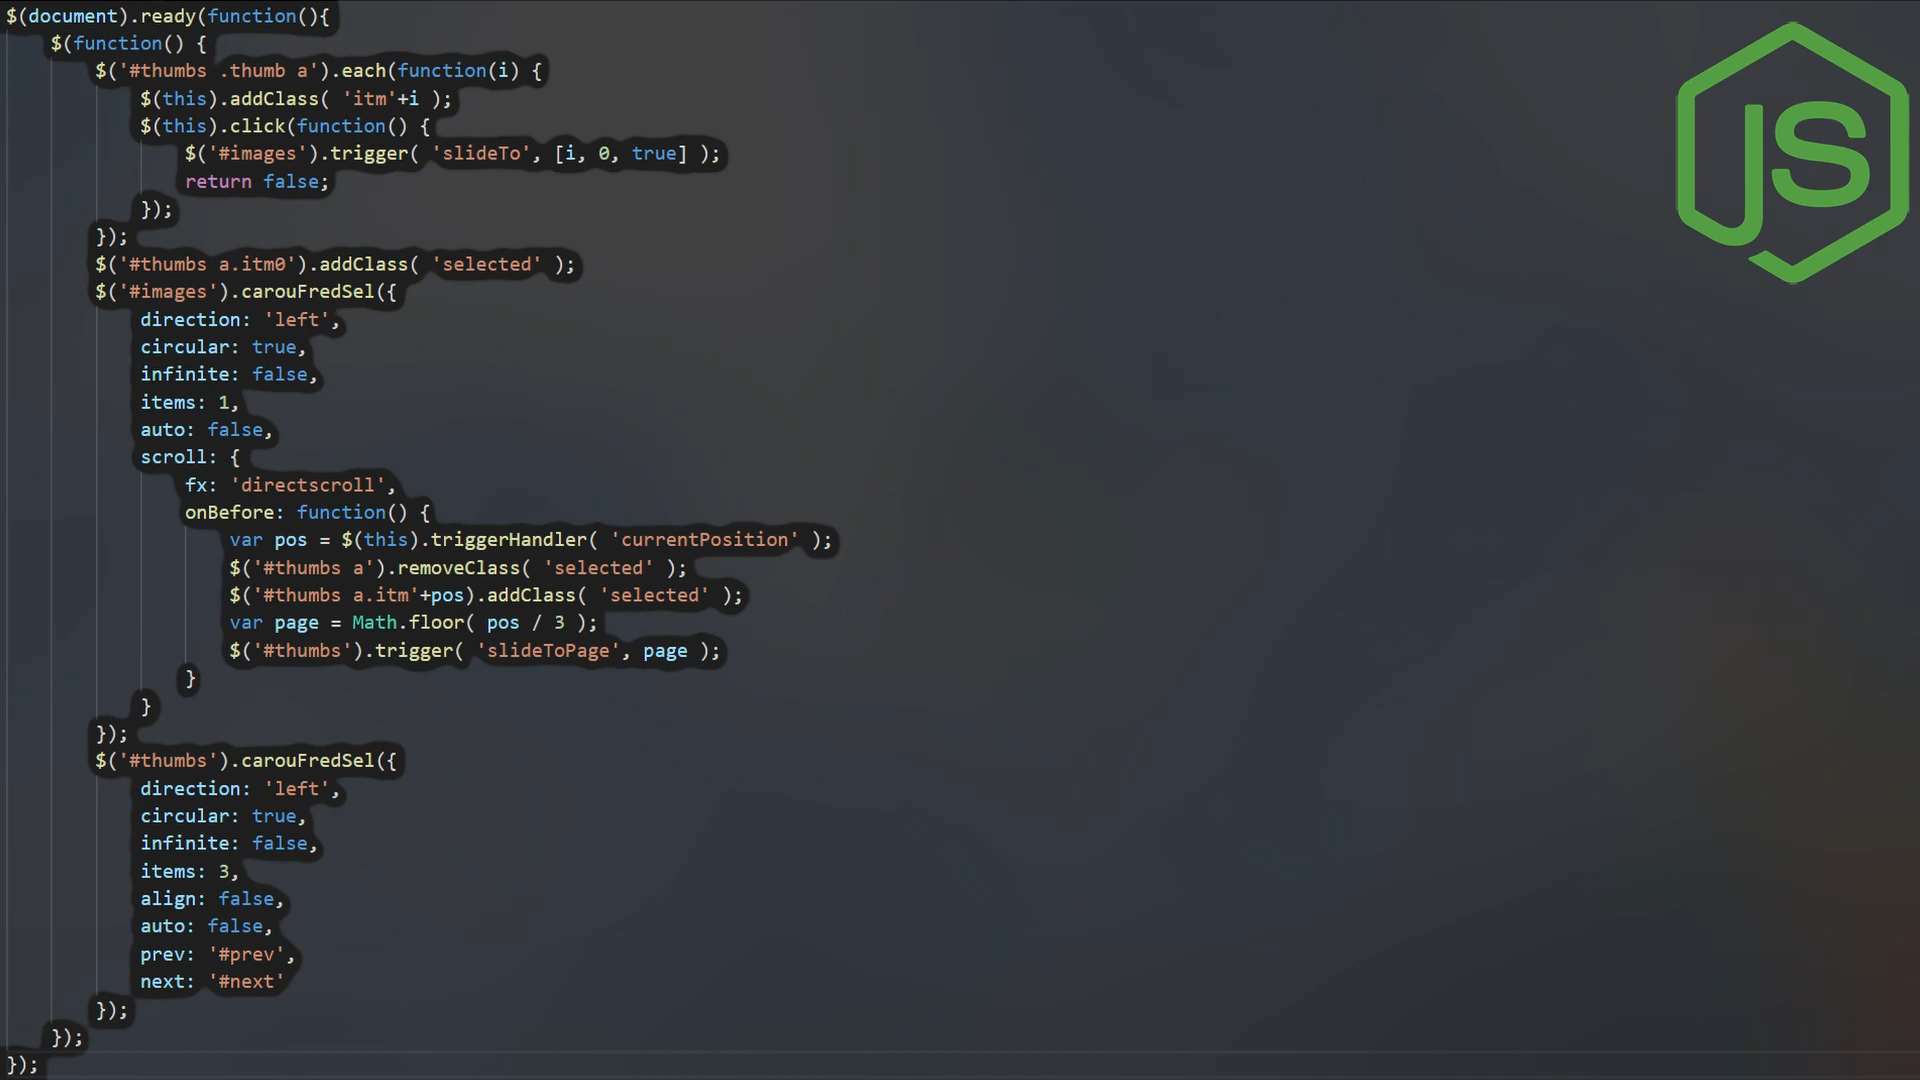 $(document).ready(function(){
    $(function() {
        $('#thumbs .thumb a').each(function(i) {
            $(this).addClass( 'itm'+i );
            $(this).click(function() {
                $('#images').trigger( 'slideTo', [i, 0, true] );
                return false;
            });
        });
        $('#thumbs a.itm0').addClass( 'selected' );
        $('#images').carouFredSel({
            direction: 'left',
            circular: true,
            infinite: false,
            items: 1,
            auto: false,
            scroll: {
                fx: 'directscroll',
                onBefore: function() {
                    var pos = $(this).triggerHandler( 'currentPosition' );
                    $('#thumbs a').removeClass( 'selected' );
                    $('#thumbs a.itm'+pos).addClass( 'selected' );
                    var page = Math.floor( pos / 3 );
                    $('#thumbs').trigger( 'slideToPage', page );
                }
            }
        });
        $('#thumbs').carouFredSel({
            direction: 'left',
            circular: true,
            infinite: false,
            items: 3,
            align: false,
            auto: false,
            prev: '#prev',
            next: '#next'
        });
    });
});
JS